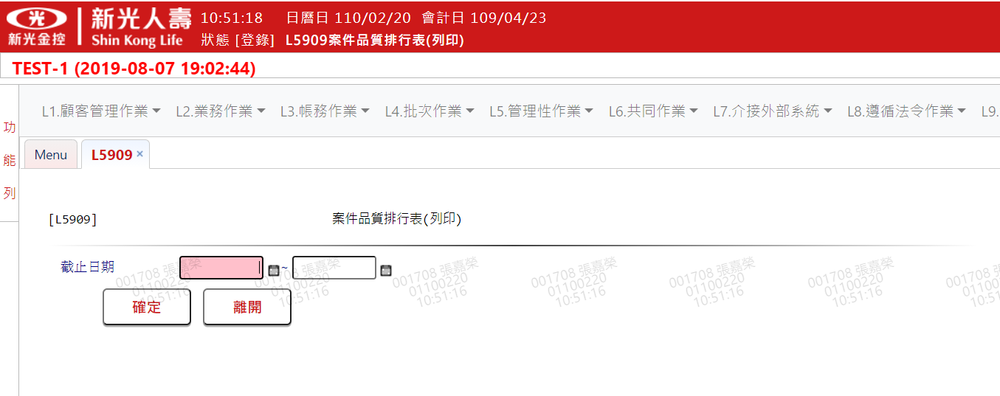 新光金控 新光人壽 Shin Kong Life 10:51:18 日曆日 110/02/20 會計日 109/04/23
狀態 [登錄] L5909案件品質排行表(列印)
TEST-1 (2019-08-07 19:02:44)
功能列
L1.顧客管理作業 L2.業務作業 L3.帳務作業 L4.批次作業 L5.管理性作業 L6.共同作業 L7.介接外部系統 L8.遵循法令作業 L9.
Menu L5909 ×
[L5909] 案件品質排行表(列印)
截止日期 ~
001708 張嘉榮 001708 張嘉榮 001708 張嘉榮 001708 張嘉榮 001708 張嘉榮 001708 張嘉榮 001708 張
01100220 01100220 01100220 01100220 01100220 01100220 01100
10:51:16 10:51:16 10:51:16 10:51:16 10:51:16 10:51:16 10:51
確定 離開